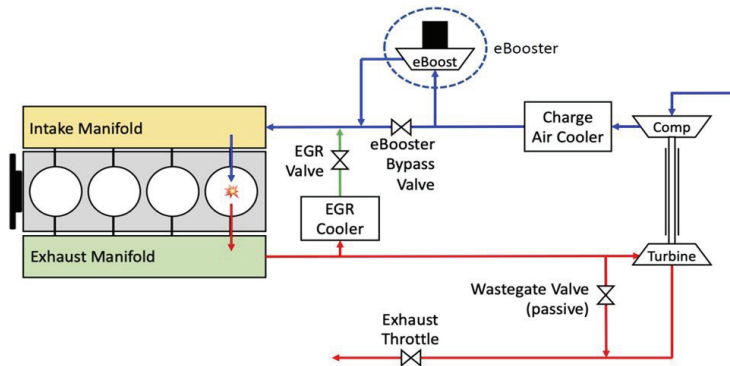 eBooster
eBoost
Intake Manifold
Charge
Air Cooler
Comp
EGR
Valve
eBooster
Bypass
Valve
EGR
Cooler
Exhaust Manifold
Turbine
Wastegate Valve
(passive)
Exhaust
Throttle